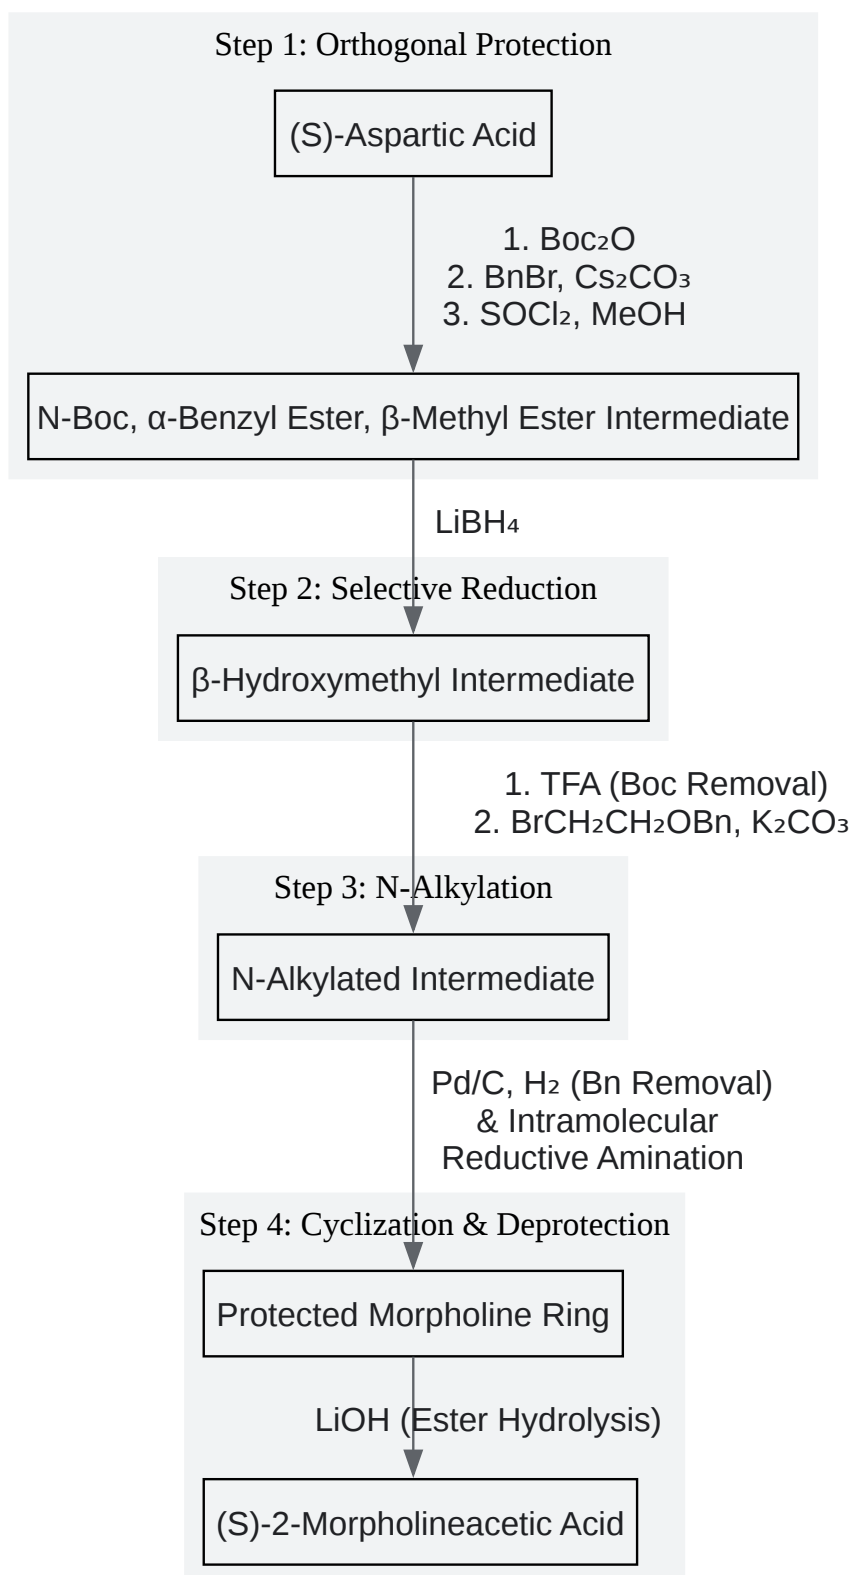 Step 1: Orthogonal Protection
(S)-Aspartic Acid
1. Boc₂O
2. BnBr, Cs₂CO₃
3. SOCl₂, MeOH
N-Boc, α-Benzyl Ester, β-Methyl Ester Intermediate
LiBH₄
Step 2: Selective Reduction
β-Hydroxymethyl Intermediate
1. TFA (Boc Removal)
2. BrCH₂CH₂OBn, K₂CO₃
Step 3: N-Alkylation
N-Alkylated Intermediate
Pd/C, H₂ (Bn Removal)
& Intramolecular
Reductive Amination
Step 4: Cyclization & Deprotection
Protected Morpholine Ring
LiOH (Ester Hydrolysis)
(S)-2-Morpholineacetic Acid